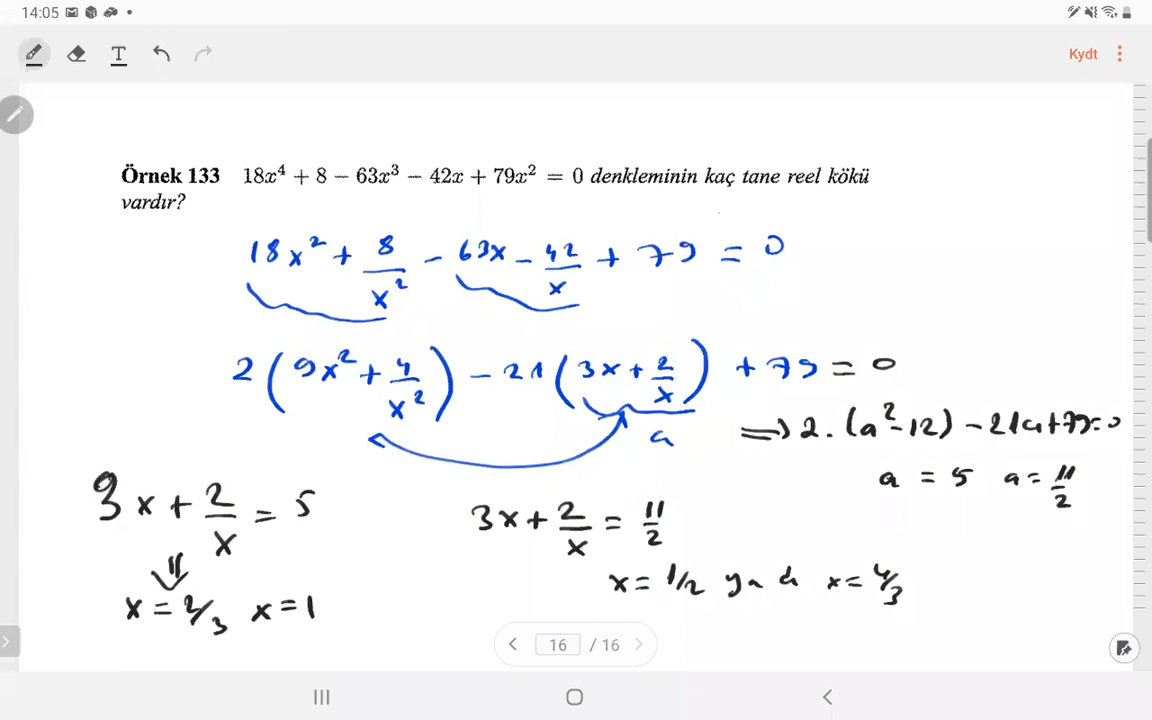 14:05
T
Kydt
Örnek 133 18x⁴ + 8 − 63x³ − 42x + 79x² = 0 denkleminin kaç tane reel kökü
vardır?
18x² + 8/x² − 63x − 42/x + 79 = 0
2(9x² + 4/x²) − 21(3x + 2/x) + 79 = 0
a
⟹ 2.(a² − 12) − 21a + 79 = 0
a = 5 a = 11/2
3x + 2/x = 5
3x + 2/x = 11/2
x = 1/2 ya da x = 4/3
x = 2/3 x = 1
16 / 16